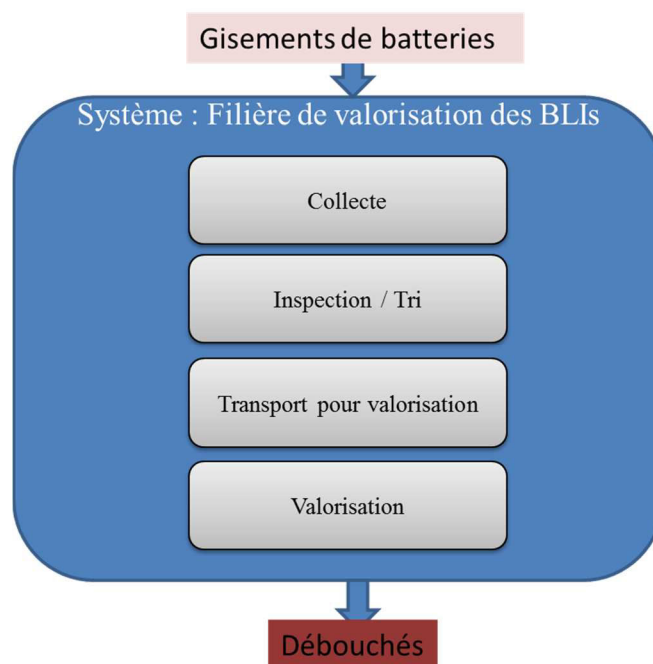 Gisements de batteries
Système : Filière de valorisation des BLIs
Collecte
Inspection / Tri
Transport pour valorisation
Valorisation
Débouchés